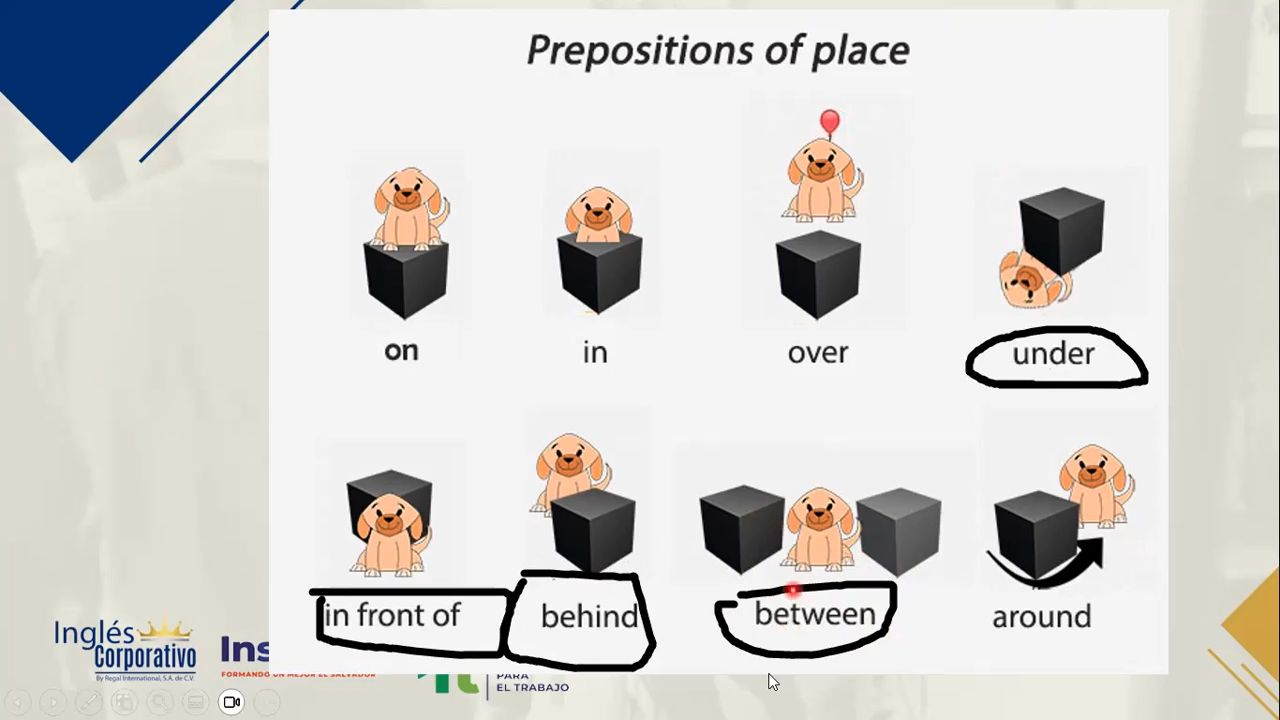 Prepositions of place
on in over under
in front of behind between around
Inglés
Corporativo
By Regal International, S.A. de C.V.
Ins
FORMANDO UN MEJOR EL SALVADOR
PARA
EL TRABAJO